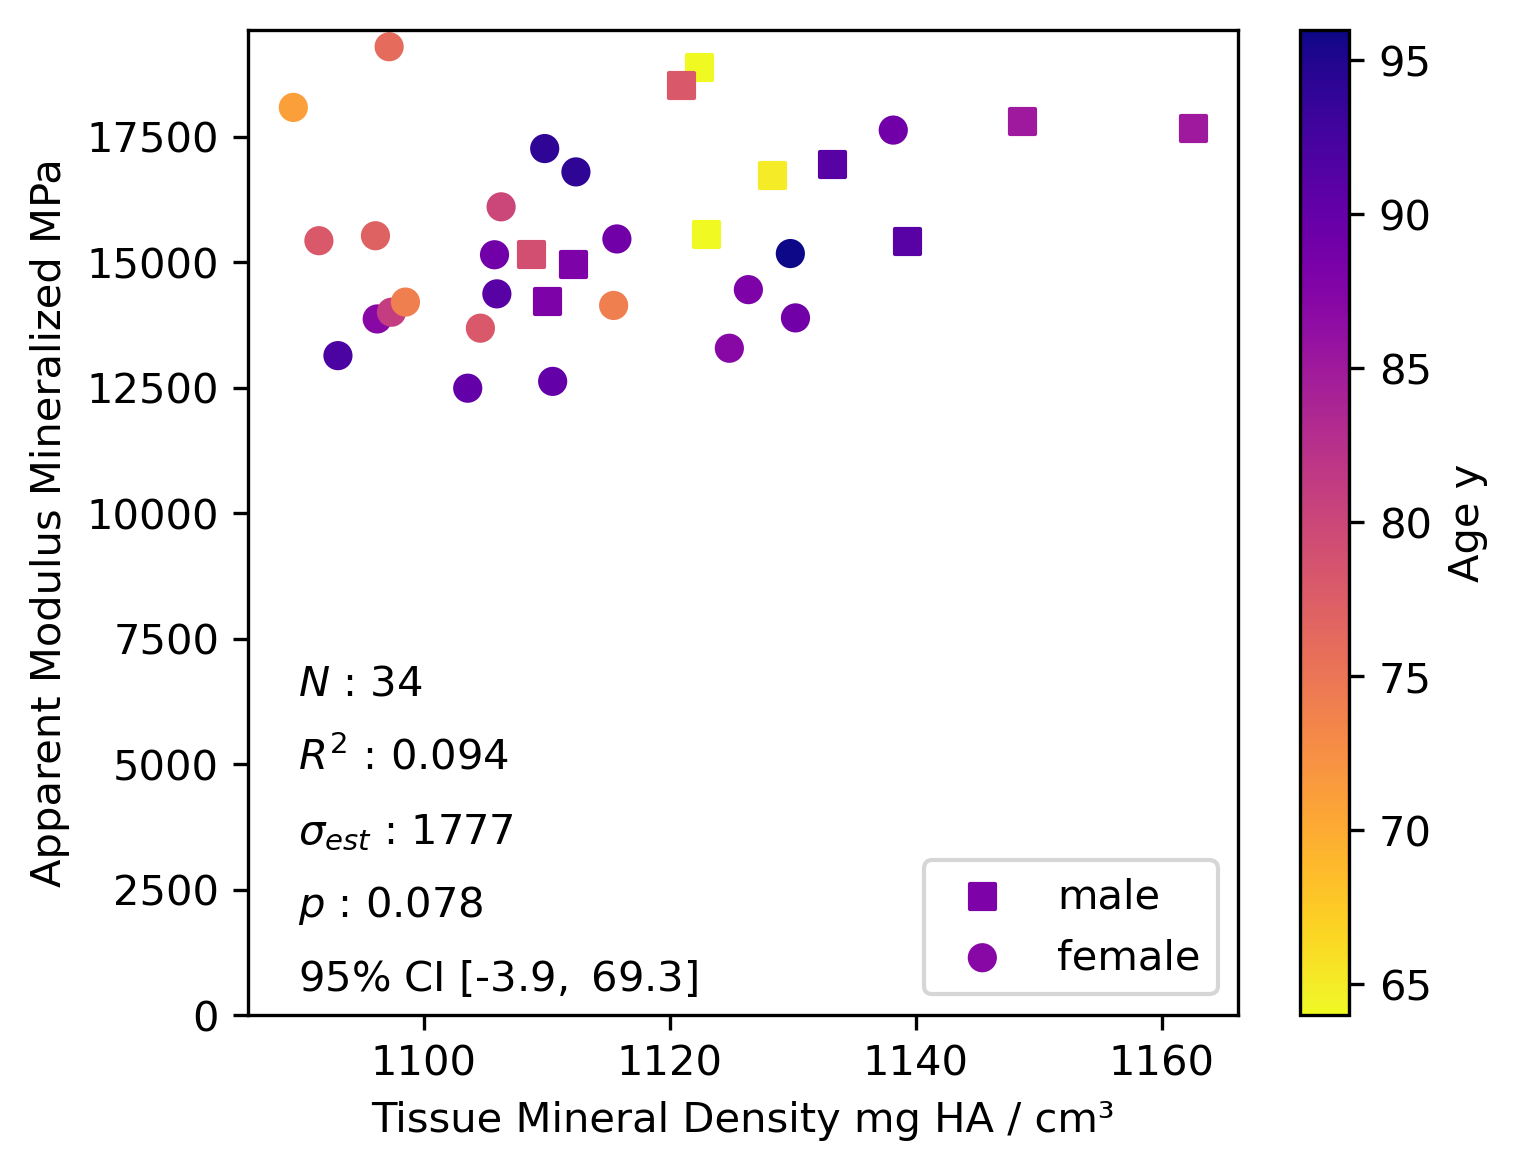 Apparent Modulus Mineralized MPa
17500
15000
12500
10000
7500
5000
2500
0
N : 34
R² : 0.094
σest : 1777
p : 0.078
95% CI [-3.9, 69.3]
male
female
1100
1120
1140
1160
Tissue Mineral Density mg HA / cm³
95
90
85
80
75
70
65
Age y